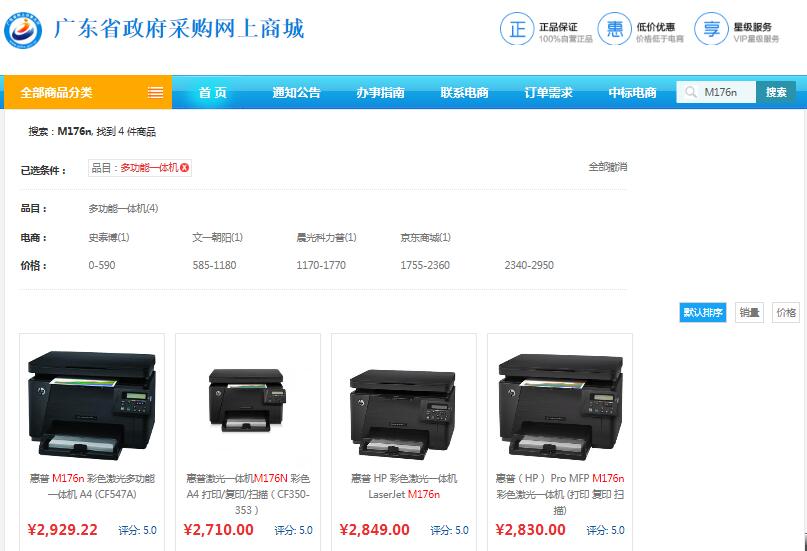 广东省政府采购网上商城
正 正品保证 惠 低价优惠 享 星级服务
100%自营正品 价格低于电商 VIP星级服务
全部商品分类 首 页 通知公告 办事指南 联系电商 订单需求 中标电商 M176n 搜索
搜索：M176n, 找到 4 件商品
已选条件： 品目：多功能一体机 全部撤消
品目： 多功能一体机(4)
电商： 史泰博(1) 文一朝阳(1) 晨光科力普(1) 京东商城(1)
价格： 0-590 585-1180 1170-1770 1755-2360 2340-2950
默认排序 销量 价格
惠普 M176n 彩色激光多功能
一体机 A4 (CF547A)
¥2,929.22 评分: 5.0
惠普激光一体机M176N 彩色
A4 打印/复印/扫描（CF350-
353）
¥2,710.00 评分: 5.0
惠普 HP 彩色激光一体机
LaserJet M176n
¥2,849.00 评分: 5.0
惠普（HP） Pro MFP M176n
彩色激光一体机 (打印 复印 扫
描)
¥2,830.00 评分: 5.0